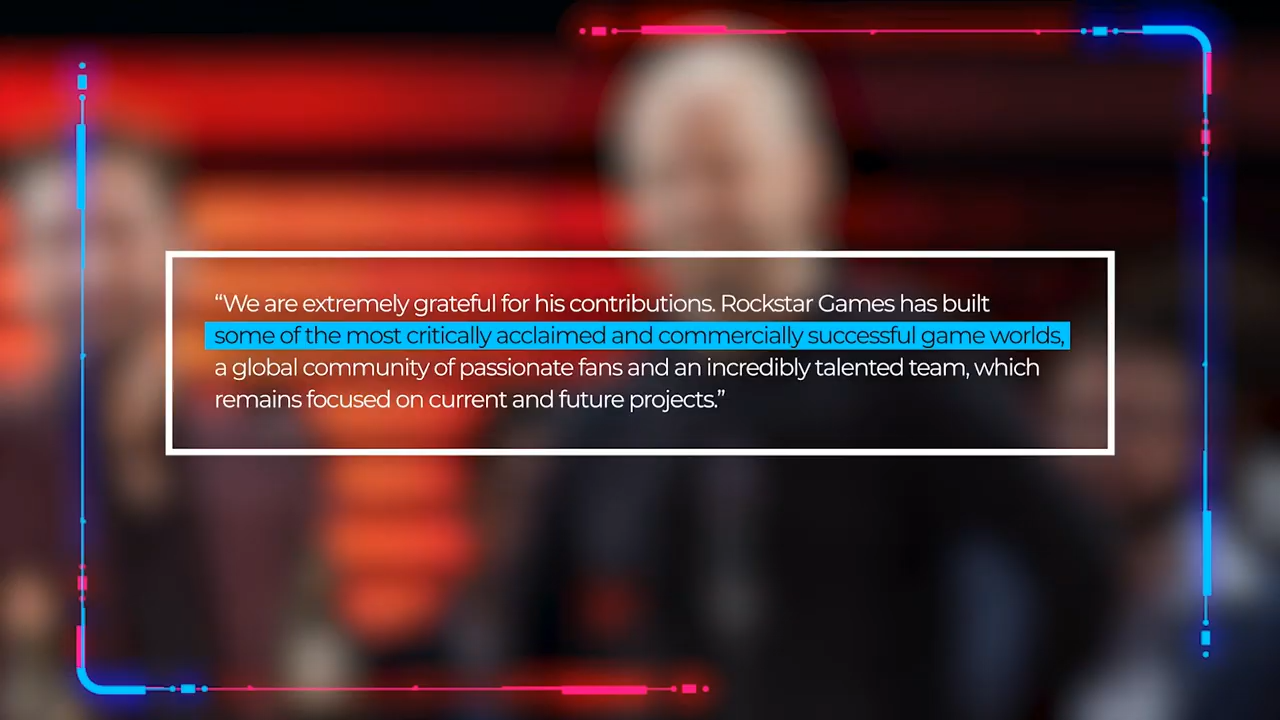 “We are extremely grateful for his contributions. Rockstar Games has built
some of the most critically acclaimed and commercially successful game worlds,
a global community of passionate fans and an incredibly talented team, which
remains focused on current and future projects.”